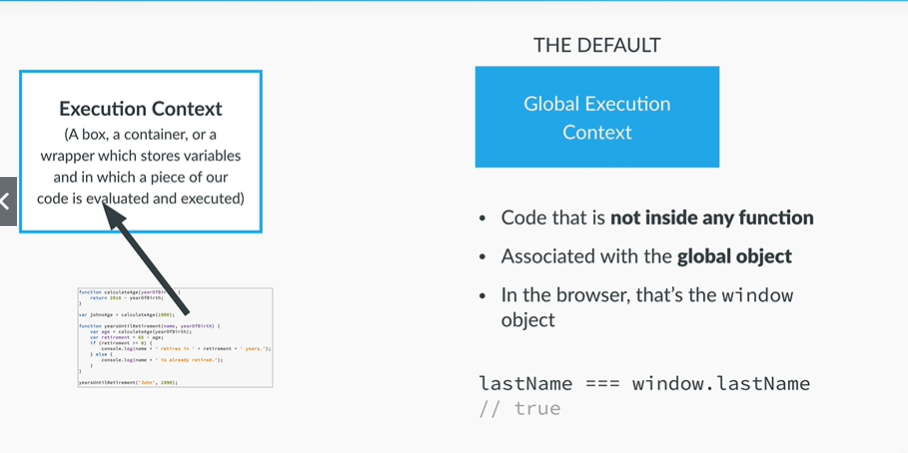 Execution Context
(A box, a container, or a
wrapper which stores variables
and in which a piece of our
code is evaluated and executed)
function calculateAge(yearOfBirth) {
return 2016 - yearOfBirth;
}
var johnsAge = calculateAge(1990);
function yearsUntilRetirement(name, yearOfBirth) {
var age = calculateAge(yearOfBirth);
var retirement = 65 - age;
if (retirement >= 0) {
console.log(name + ' retires in ' + retirement + ' years.');
} else {
console.log(name + ' is already retired.');
}
}
yearsUntilRetirement('John', 1990);
THE DEFAULT
Global Execution
Context
• Code that is not inside any function
• Associated with the global object
• In the browser, that’s the window
object
lastName === window.lastName
// true